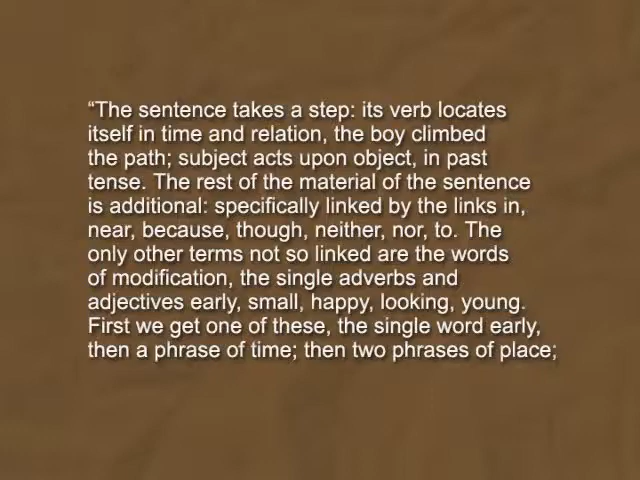 “The sentence takes a step: its verb locates
itself in time and relation, the boy climbed
the path; subject acts upon object, in past
tense. The rest of the material of the sentence
is additional: specifically linked by the links in,
near, because, though, neither, nor, to. The
only other terms not so linked are the words
of modification, the single adverbs and
adjectives early, small, happy, looking, young.
First we get one of these, the single word early,
then a phrase of time; then two phrases of place;